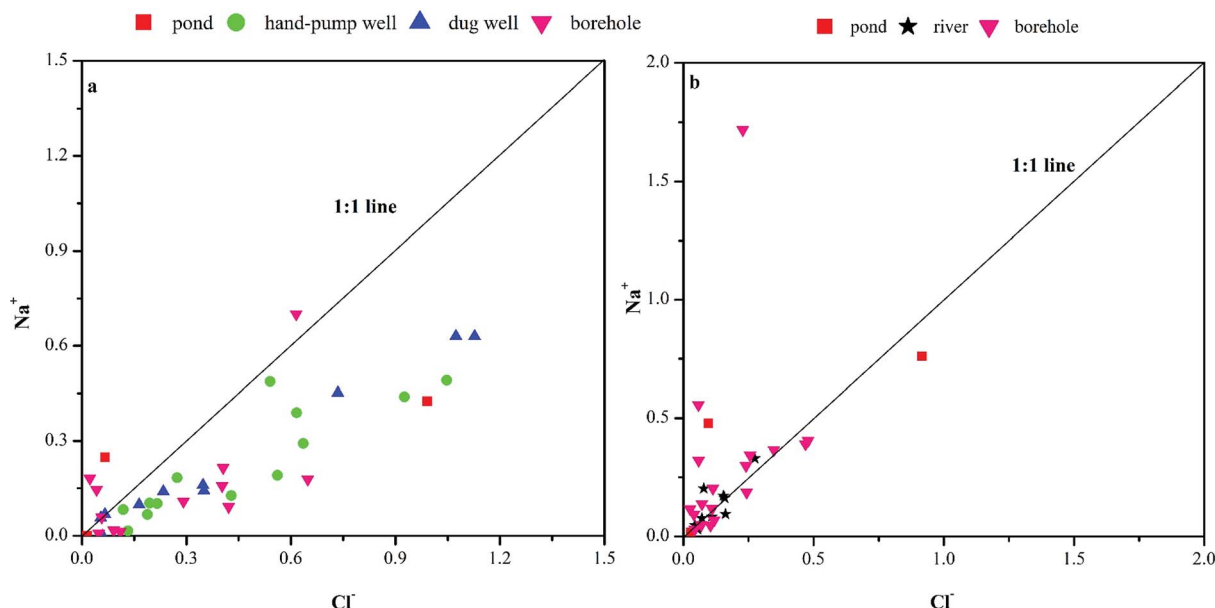 pond hand-pump well dug well borehole
pond river borehole
a
1.5
1.2
0.9
0.6
0.3
0.0
0.0 0.3 0.6 0.9 1.2 1.5
Na⁺
Cl⁻
1:1 line
b
2.0
1.5
1.0
0.5
0.0
0.0 0.5 1.0 1.5 2.0
Na⁺
Cl⁻
1:1 line